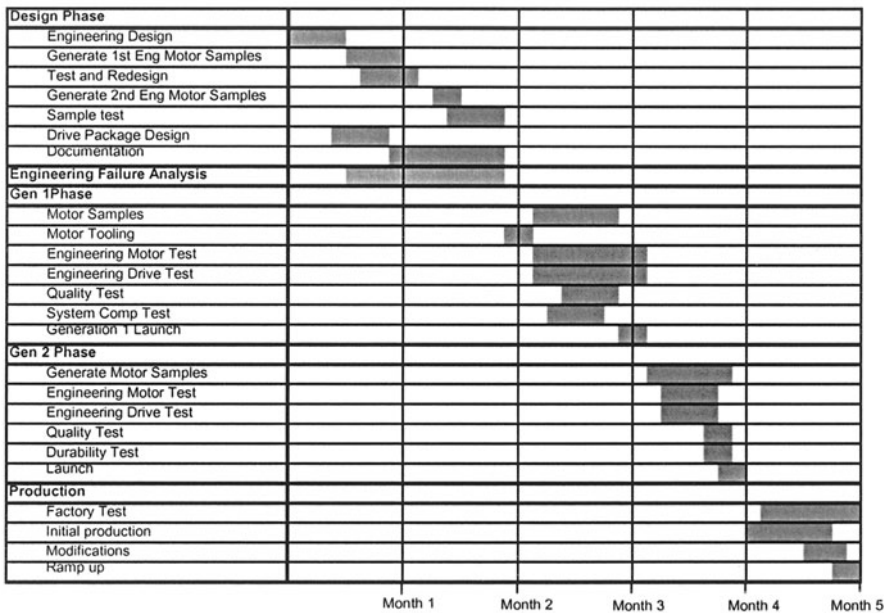 Design Phase
Engineering Design
Generate 1st Eng Motor Samples
Test and Redesign
Generate 2nd Eng Motor Samples
Sample test
Drive Package Design
Documentation
Engineering Failure Analysis
Gen 1Phase
Motor Samples
Motor Tooling
Engineering Motor Test
Engineering Drive Test
Quality Test
System Comp Test
Generation 1 Launch
Gen 2 Phase
Generate Motor Samples
Engineering Motor Test
Engineering Drive Test
Quality Test
Durability Test
Launch
Production
Factory Test
Initial production
Modifications
Ramp up
Month 1 Month 2 Month 3 Month 4 Month 5